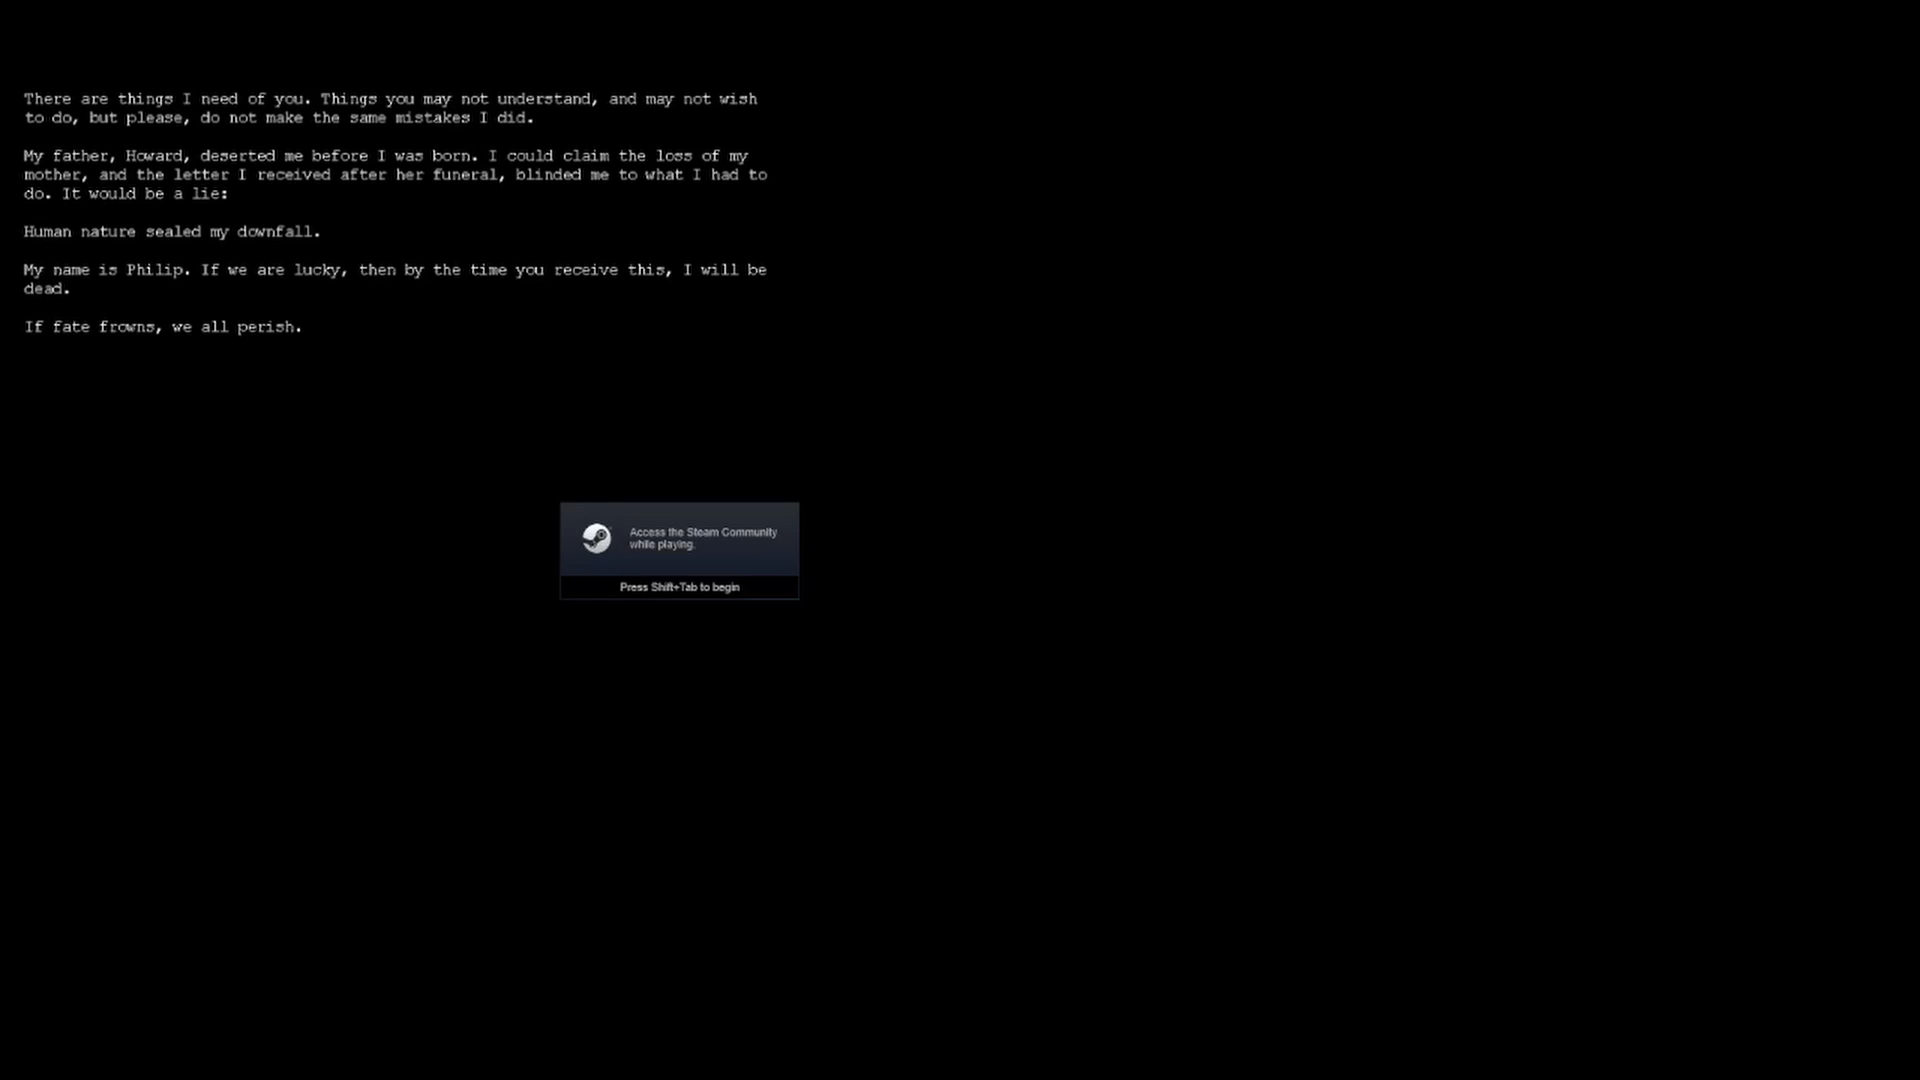 There are things I need of you. Things you may not understand, and may not wish
to do, but please, do not make the same mistakes I did.
My father, Howard, deserted me before I was born. I could claim the loss of my
mother, and the letter I received after her funeral, blinded me to what I had to
do. It would be a lie:
Human nature sealed my downfall.
My name is Philip. If we are lucky, then by the time you receive this, I will be
dead.
If fate frowns, we all perish.
Access the Steam Community
while playing.
Press Shift+Tab to begin